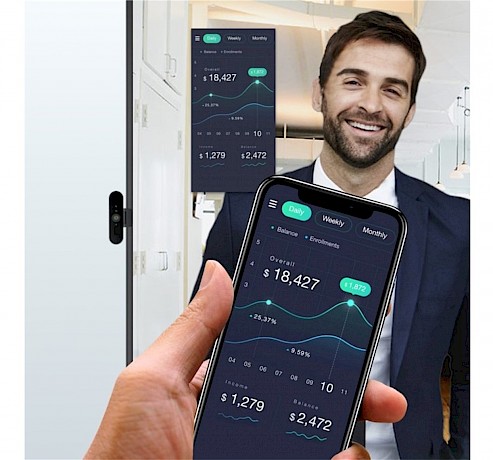 Daily Weekly Monthly
Balance Enrollments
Overall
$ 18,427
$ 1,872
- 25,37%
- 9.59%
04 05 06 07 08 09 10 11
Income Balance
$ 1,279 $ 2,472
Daily Weekly Monthly
Balance Enrollments
5
4
Overall
$ 18,427
$ 1,872
3
- 25,37%
- 9.59%
04 05 06 07 08 09 10 11
Income Balance
$ 1,279 $ 2,472